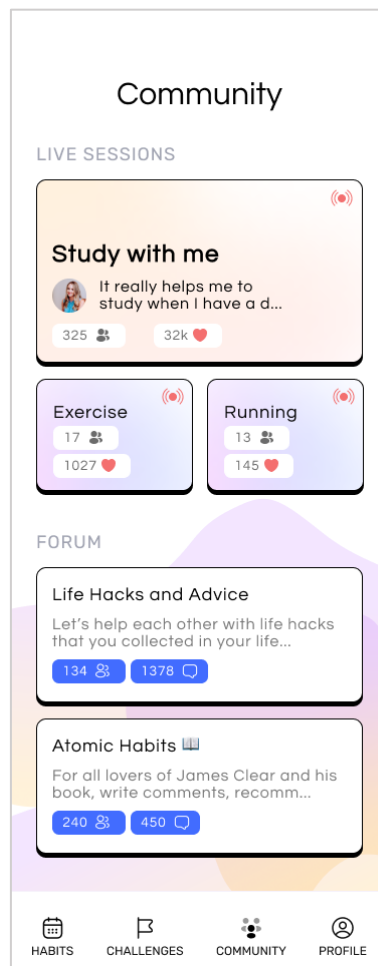 Community
LIVE SESSIONS
Study with me
It really helps me to
study when I have a d...
325
32k
Exercise
17
1027
Running
13
145
FORUM
Life Hacks and Advice
Let's help each other with life hacks
that you collected in your life...
134
1378
Atomic Habits
For all lovers of James Clear and his
book, write comments, recomm...
240
450
HABITS
CHALLENGES
COMMUNITY
PROFILE